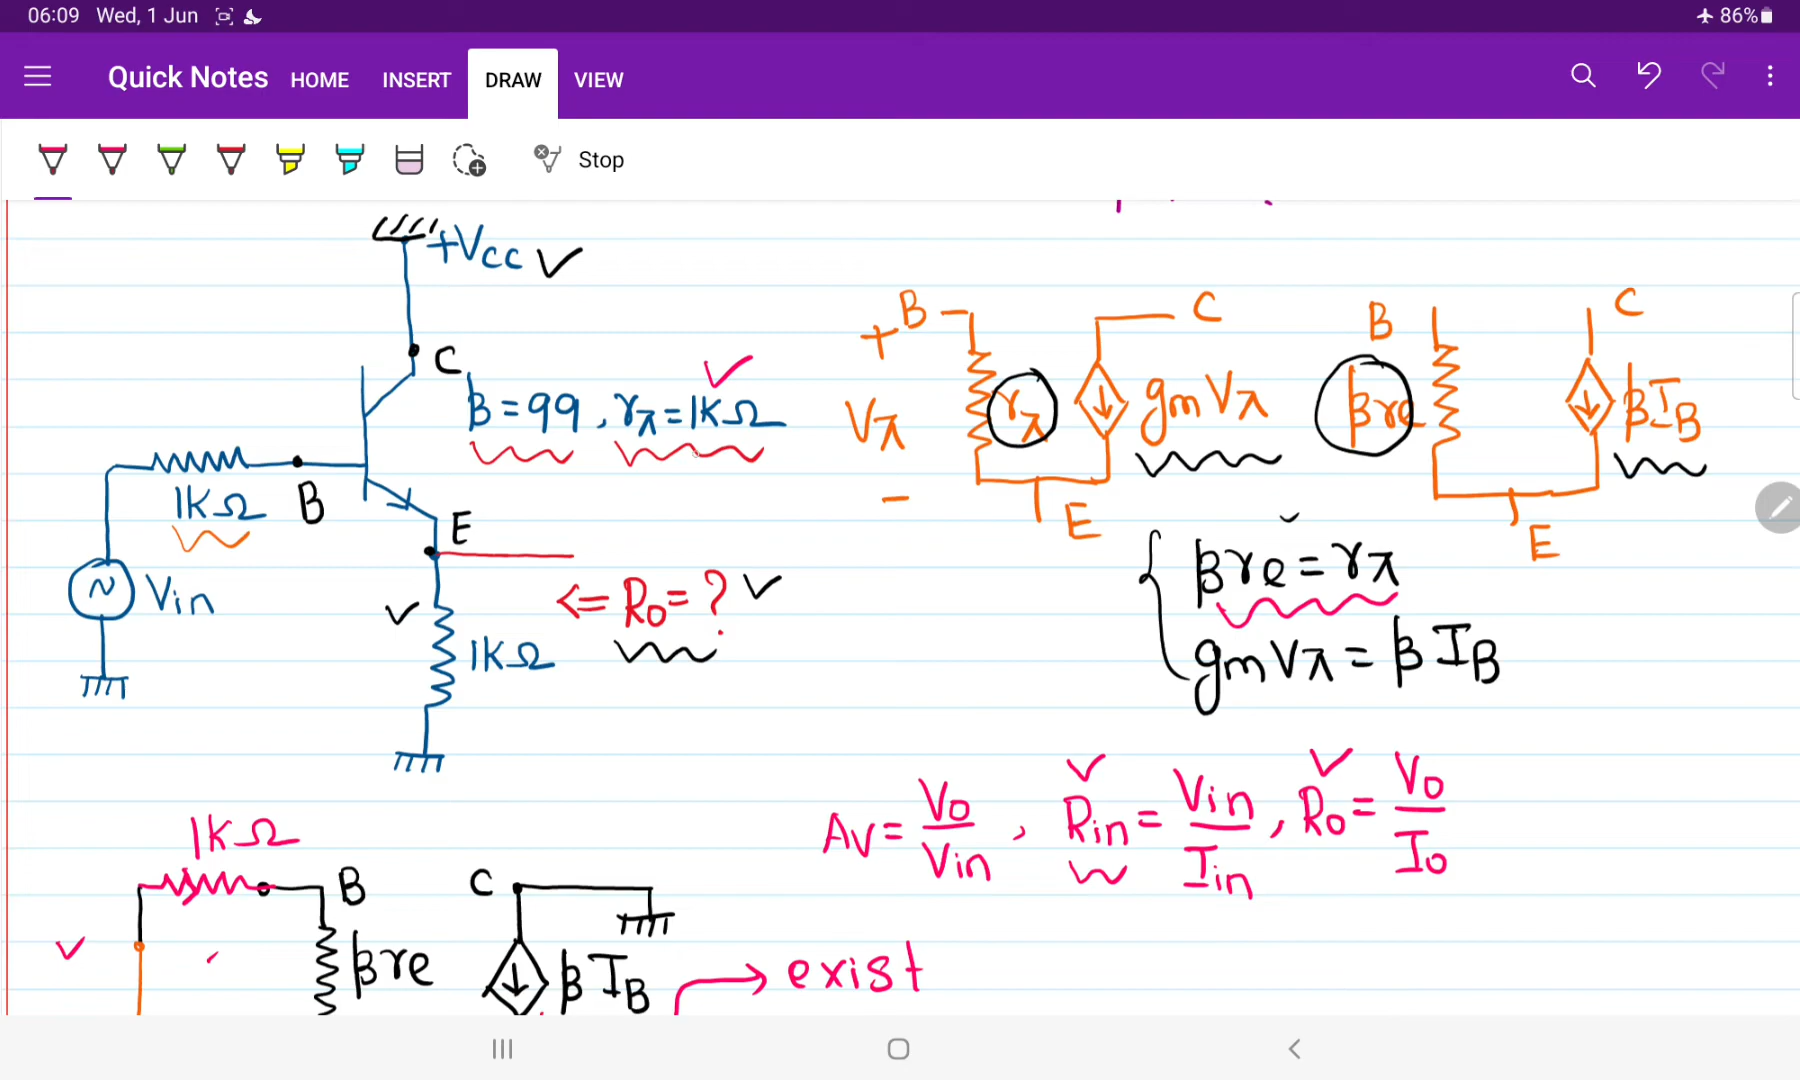 06:09 Wed, 1 Jun
86%
Quick Notes HOME INSERT DRAW VIEW
Stop
+Vcc
C
β = 99 , rπ = 1KΩ
1KΩ B
E
Vin
<= Ro = ?
1KΩ
B C
+
Vπ rπ gmVπ
-
E
B C
βre βIB
E
βre = rπ
gmVπ = βIB
Av = Vo/Vin , Rin = Vin/Iin , Ro = Vo/Io
1KΩ
B C
βre βIB
exist